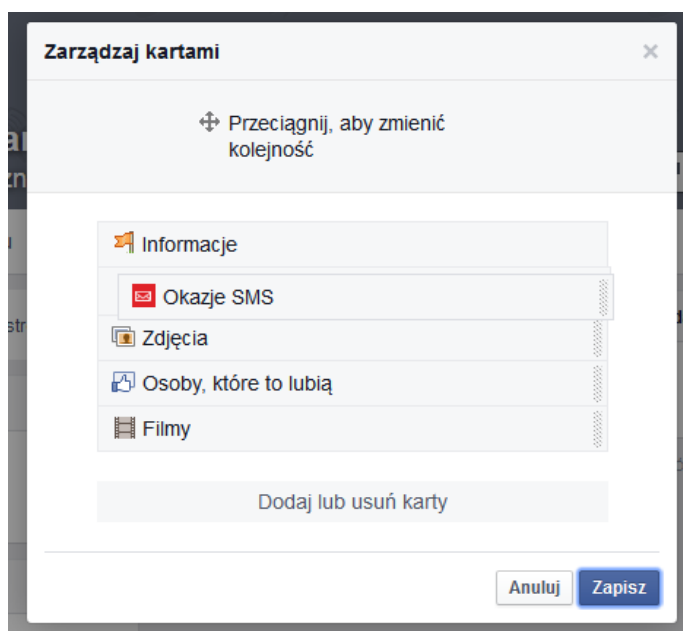 Zarządzaj kartami
Przeciągnij, aby zmienić
kolejność
Informacje
Okazje SMS
Zdjęcia
Osoby, które to lubią
Filmy
Dodaj lub usuń karty
Anuluj Zapisz